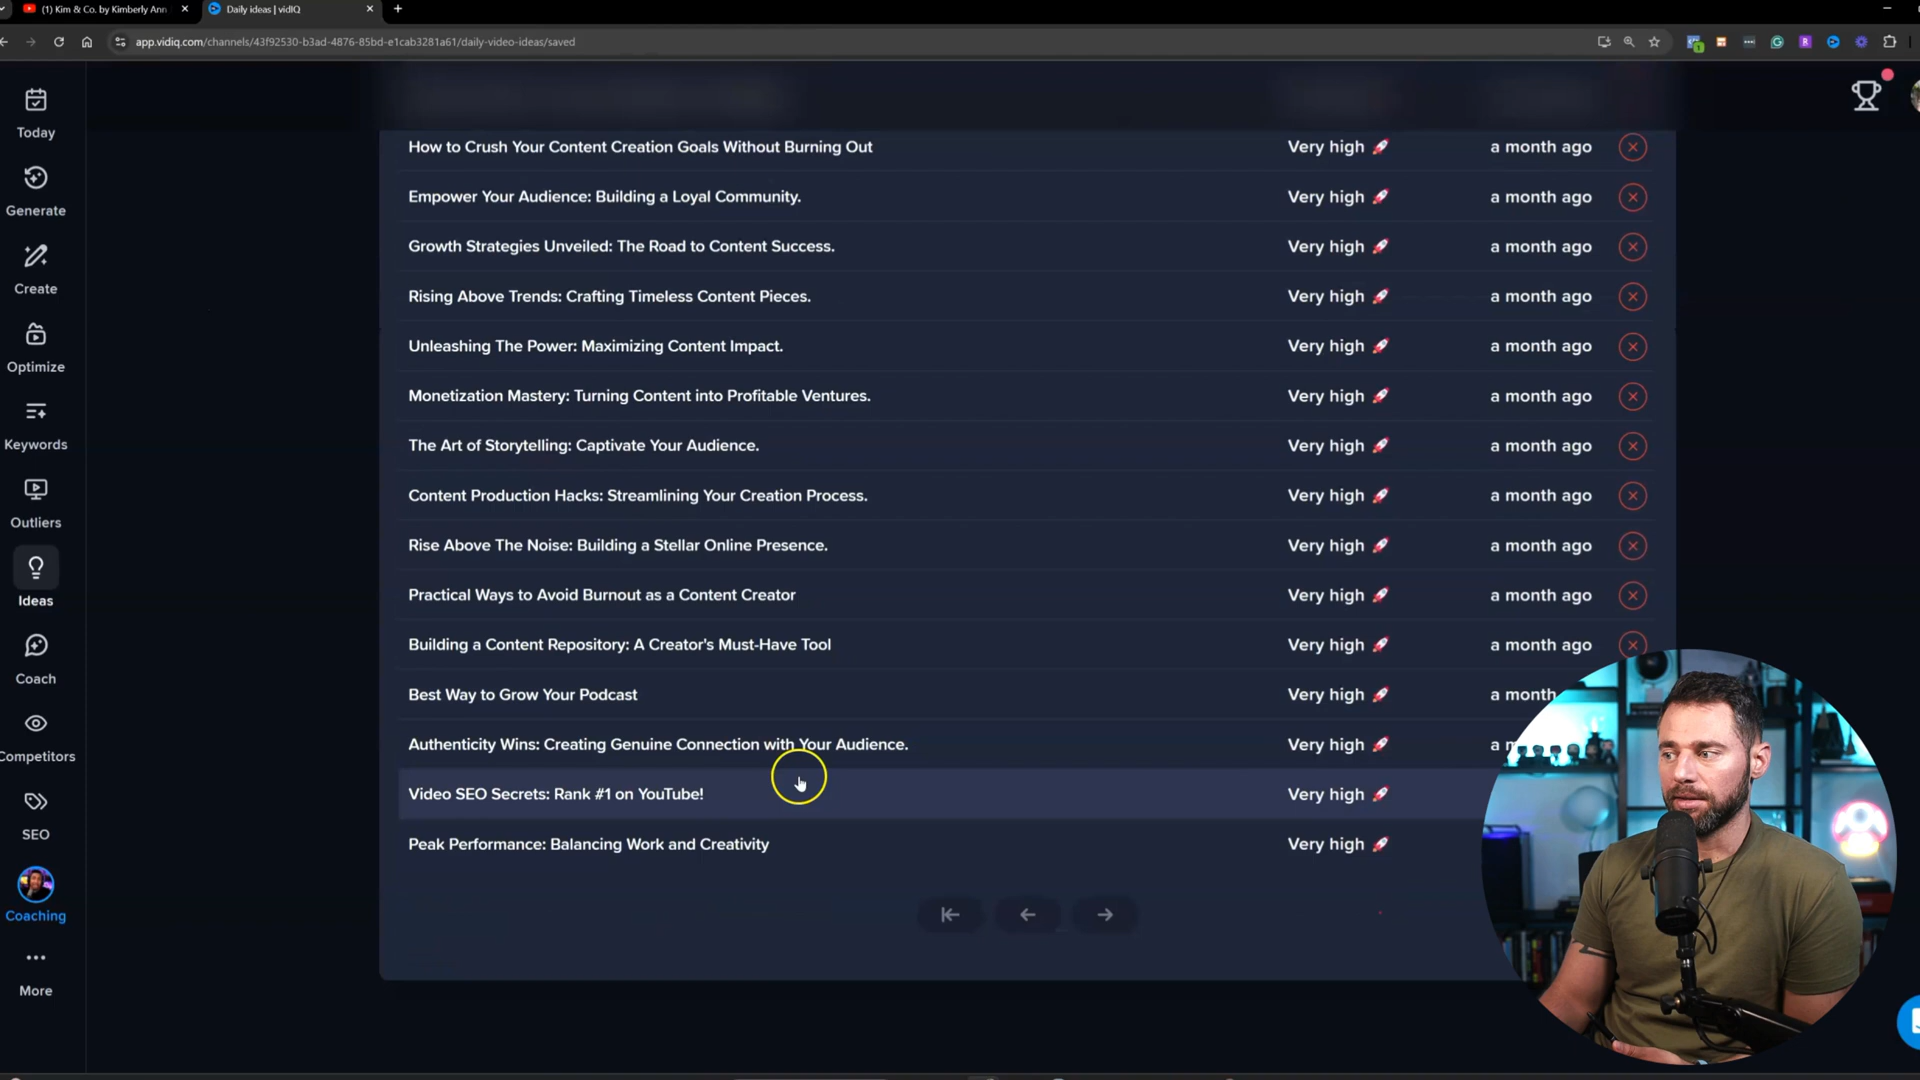 (1) Kim & Co. by Kimberly Ann
Daily ideas | vidIQ
app.vidiq.com/channels/43f92530-b3ad-4876-85bd-e1cab3281a61/daily-video-ideas/saved
Today
Generate
Create
Optimize
Keywords
Outliers
Ideas
Coach
Competitors
SEO
Coaching
More
How to Crush Your Content Creation Goals Without Burning Out Very high a month ago
Empower Your Audience: Building a Loyal Community. Very high a month ago
Growth Strategies Unveiled: The Road to Content Success. Very high a month ago
Rising Above Trends: Crafting Timeless Content Pieces. Very high a month ago
Unleashing The Power: Maximizing Content Impact. Very high a month ago
Monetization Mastery: Turning Content into Profitable Ventures. Very high a month ago
The Art of Storytelling: Captivate Your Audience. Very high a month ago
Content Production Hacks: Streamlining Your Creation Process. Very high a month ago
Rise Above The Noise: Building a Stellar Online Presence. Very high a month ago
Practical Ways to Avoid Burnout as a Content Creator Very high a month ago
Building a Content Repository: A Creator's Must-Have Tool Very high a month ago
Best Way to Grow Your Podcast Very high a month
Authenticity Wins: Creating Genuine Connection with Your Audience. Very high a
Video SEO Secrets: Rank #1 on YouTube! Very high
Peak Performance: Balancing Work and Creativity Very high